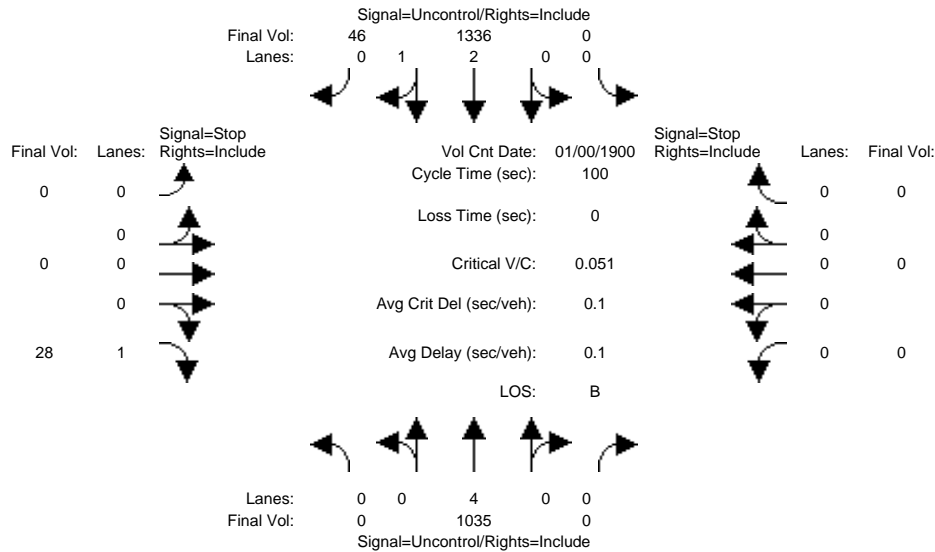 Signal=Uncontrol/Rights=Include
Final Vol: 46 1336 0
Lanes: 0 1 2 0 0
Signal=Stop Signal=Stop
Final Vol: Lanes: Rights=Include Vol Cnt Date: 01/00/1900 Rights=Include Lanes: Final Vol:
Cycle Time (sec): 100
0 0 0 0
Loss Time (sec): 0
0 0
0 0 Critical V/C: 0.051 0 0
0 Avg Crit Del (sec/veh): 0.1 0
28 1 Avg Delay (sec/veh): 0.1 0 0
LOS: B
Lanes: 0 0 4 0 0
Final Vol: 0 1035 0
Signal=Uncontrol/Rights=Include